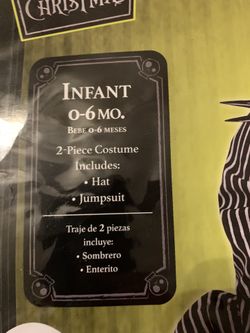 CHRISTMAS
INFANT
0-6 MO.
BEBE 0-6 MESES
2-Piece Costume
Includes:
• Hat
• Jumpsuit
Traje de 2 piezas
incluye:
• Sombrero
• Enterito